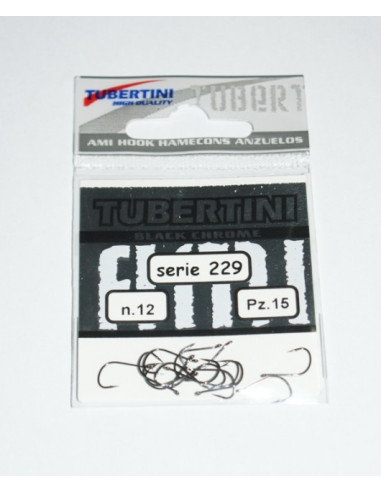 TUBERTINI
HIGH QUALITY
TUBERT
AMI HOOK HAMECONS ANZUELOS
TUBERTINI
BLACK CHROME
serie 229
n.12
Pz.15